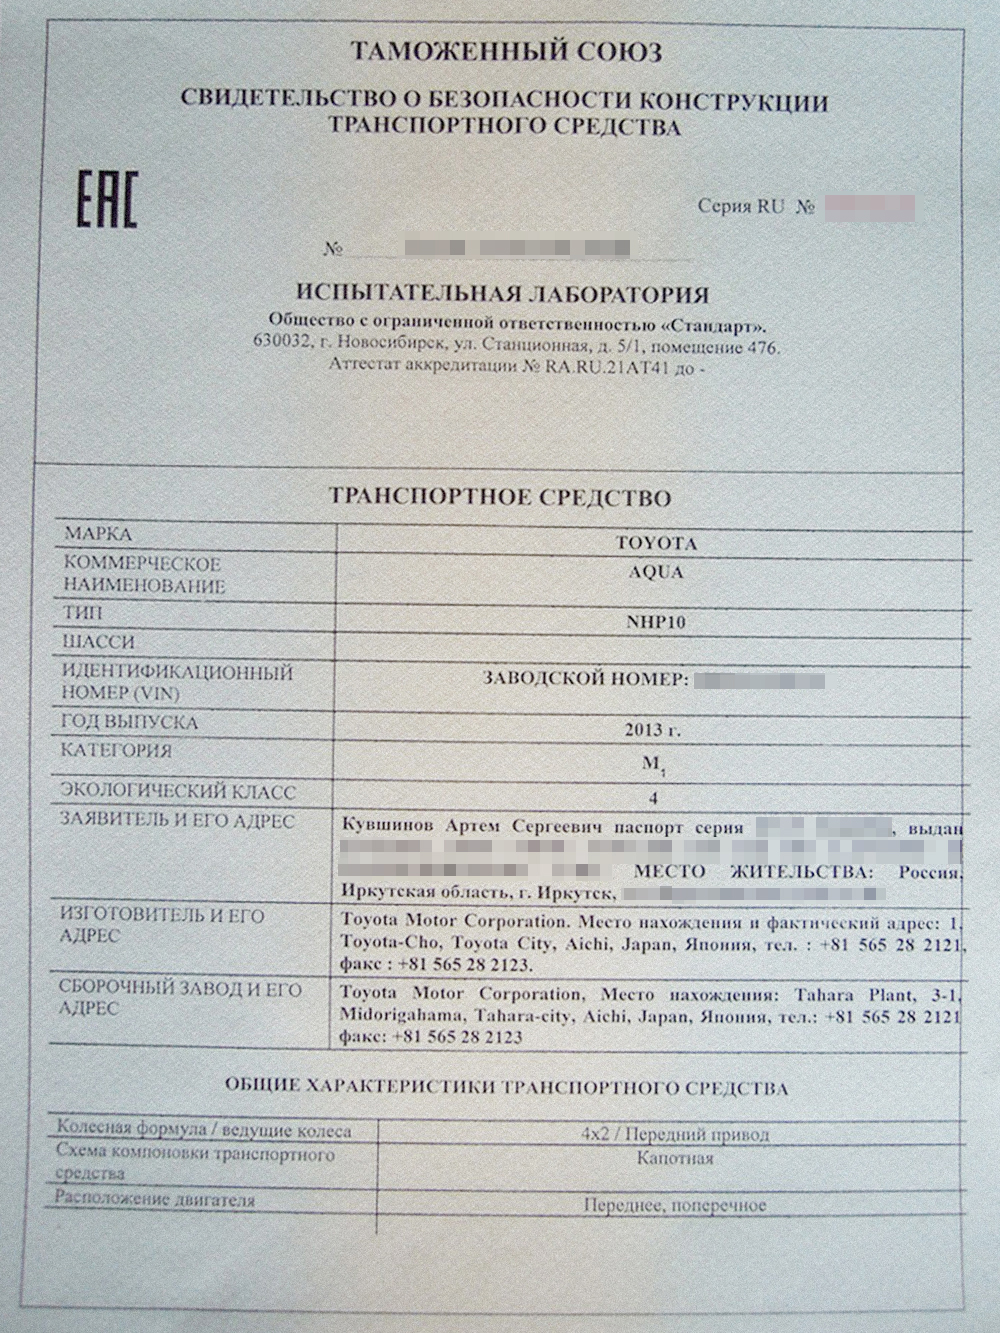 ТАМОЖЕННЫЙ СОЮЗ
СВИДЕТЕЛЬСТВО О БЕЗОПАСНОСТИ КОНСТРУКЦИИ
ТРАНСПОРТНОГО СРЕДСТВА
ЕАС
Серия RU №
№
ИСПЫТАТЕЛЬНАЯ ЛАБОРАТОРИЯ
Общество с ограниченной ответственностью «Стандарт».
630032, г. Новосибирск, ул. Станционная, д. 5/1, помещение 476.
Аттестат аккредитации № RA.RU.21АТ41 до -
ТРАНСПОРТНОЕ СРЕДСТВО
МАРКА
TOYOTA
КОММЕРЧЕСКОЕ
НАИМЕНОВАНИЕ
AQUA
ТИП
NHP10
ШАССИ
ИДЕНТИФИКАЦИОННЫЙ
НОМЕР (VIN)
ЗАВОДСКОЙ НОМЕР:
ГОД ВЫПУСКА
2013 г.
КАТЕГОРИЯ
M1
ЭКОЛОГИЧЕСКИЙ КЛАСС
4
ЗАЯВИТЕЛЬ И ЕГО АДРЕС
Кувшинов Артем Сергеевич паспорт серия , выдан
МЕСТО ЖИТЕЛЬСТВА: Россия,
Иркутская область, г. Иркутск,
ИЗГОТОВИТЕЛЬ И ЕГО
АДРЕС
Toyota Motor Corporation. Место нахождения и фактический адрес: 1,
Toyota-Cho, Toyota City, Aichi, Japan, Япония, тел. : +81 565 28 2121,
факс : +81 565 28 2123.
СБОРОЧНЫЙ ЗАВОД И ЕГО
АДРЕС
Toyota Motor Corporation, Место нахождения: Tahara Plant, 3-1,
Midorigahama, Tahara-city, Aichi, Japan, Япония, тел.: +81 565 28 2121
факс: +81 565 28 2123
ОБЩИЕ ХАРАКТЕРИСТИКИ ТРАНСПОРТНОГО СРЕДСТВА
Колесная формула / ведущие колеса
4x2 / Передний привод
Схема компоновки транспортного
средства
Капотная
Расположение двигателя
Переднее, поперечное